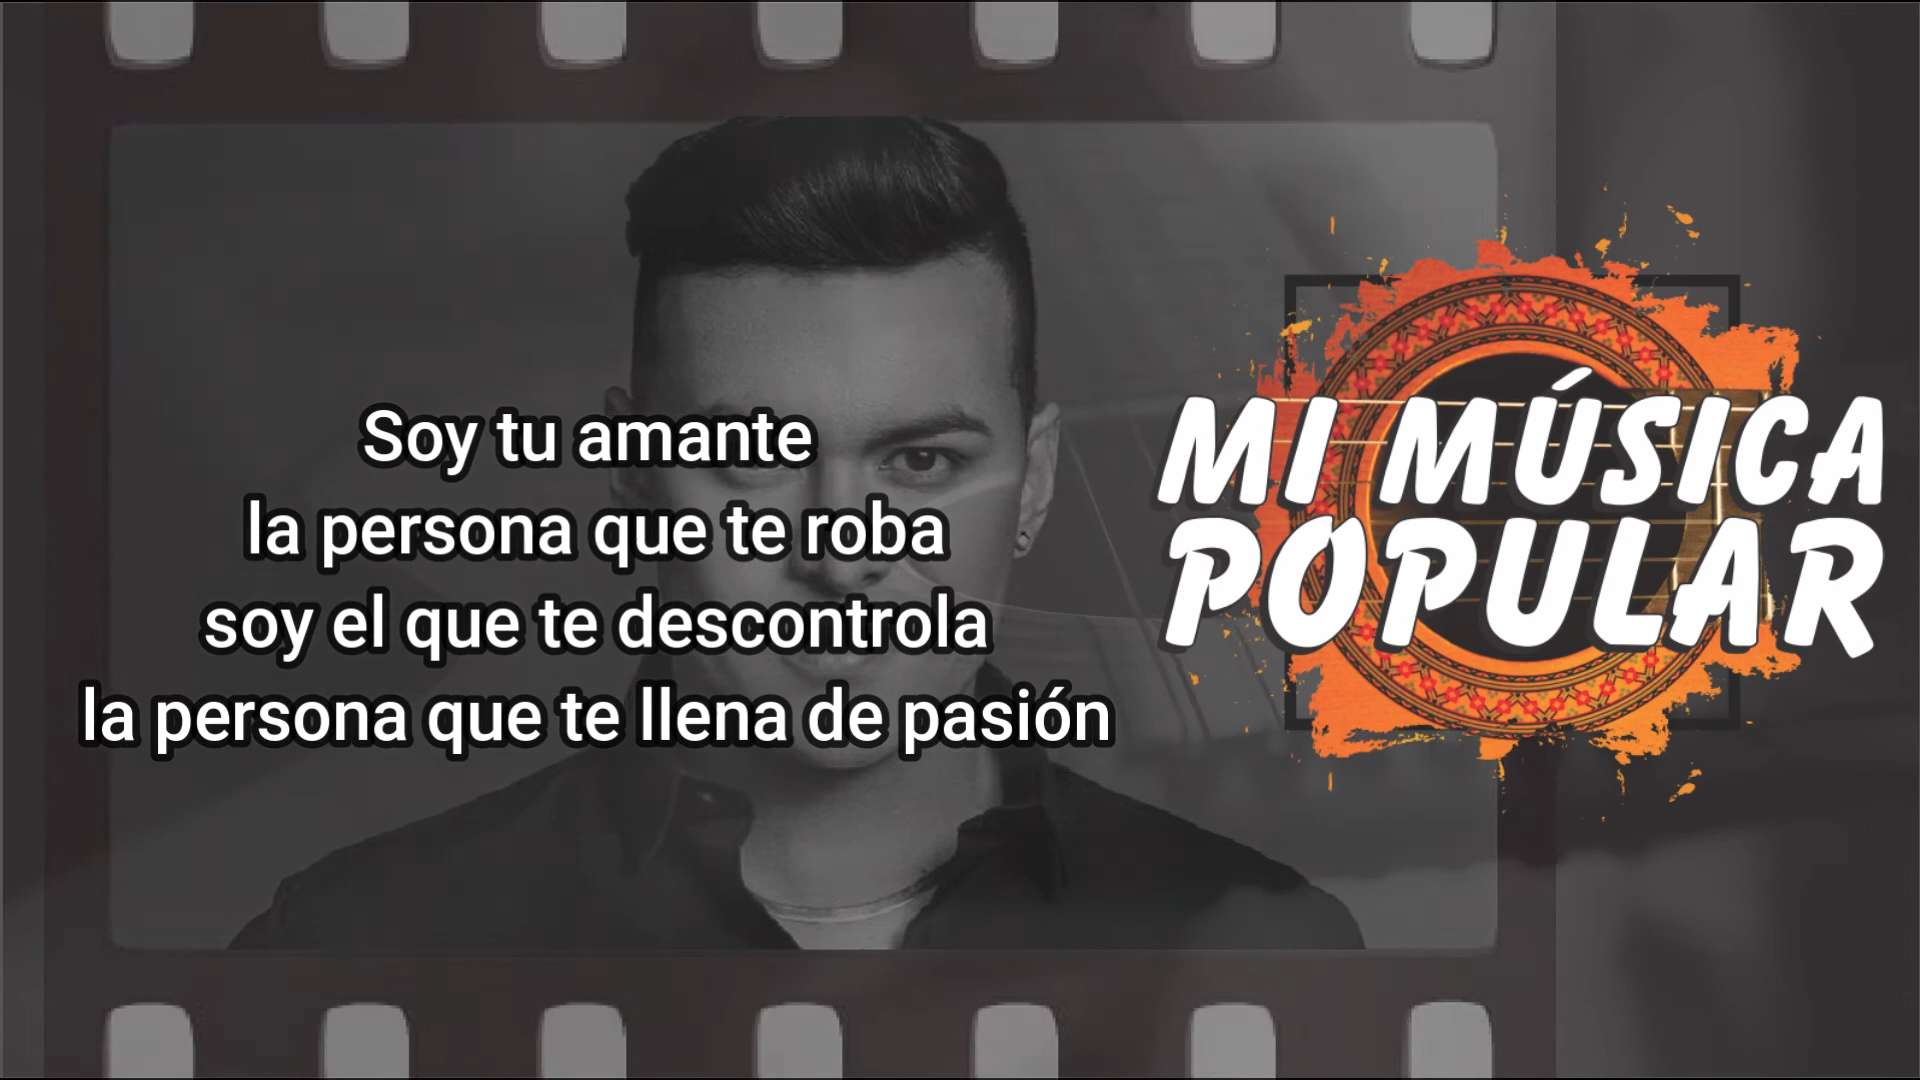 Soy tu amante
la persona que te roba
soy el que te descontrola
la persona que te llena de pasión
MI MÚSICA
POPULAR